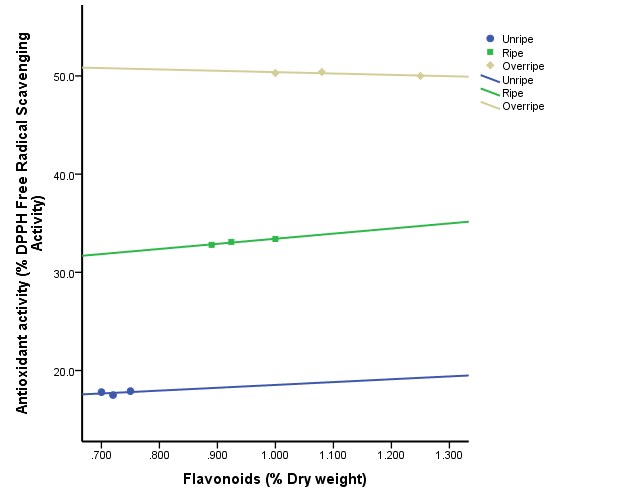 Antioxidant activity (% DPPH Free Radical Scavenging
Activity)
50.0
40.0
30.0
20.0
.700 .800 .900 1.000 1.100 1.200 1.300
Flavonoids (% Dry weight)
Unripe
Ripe
Overripe
Unripe
Ripe
Overripe